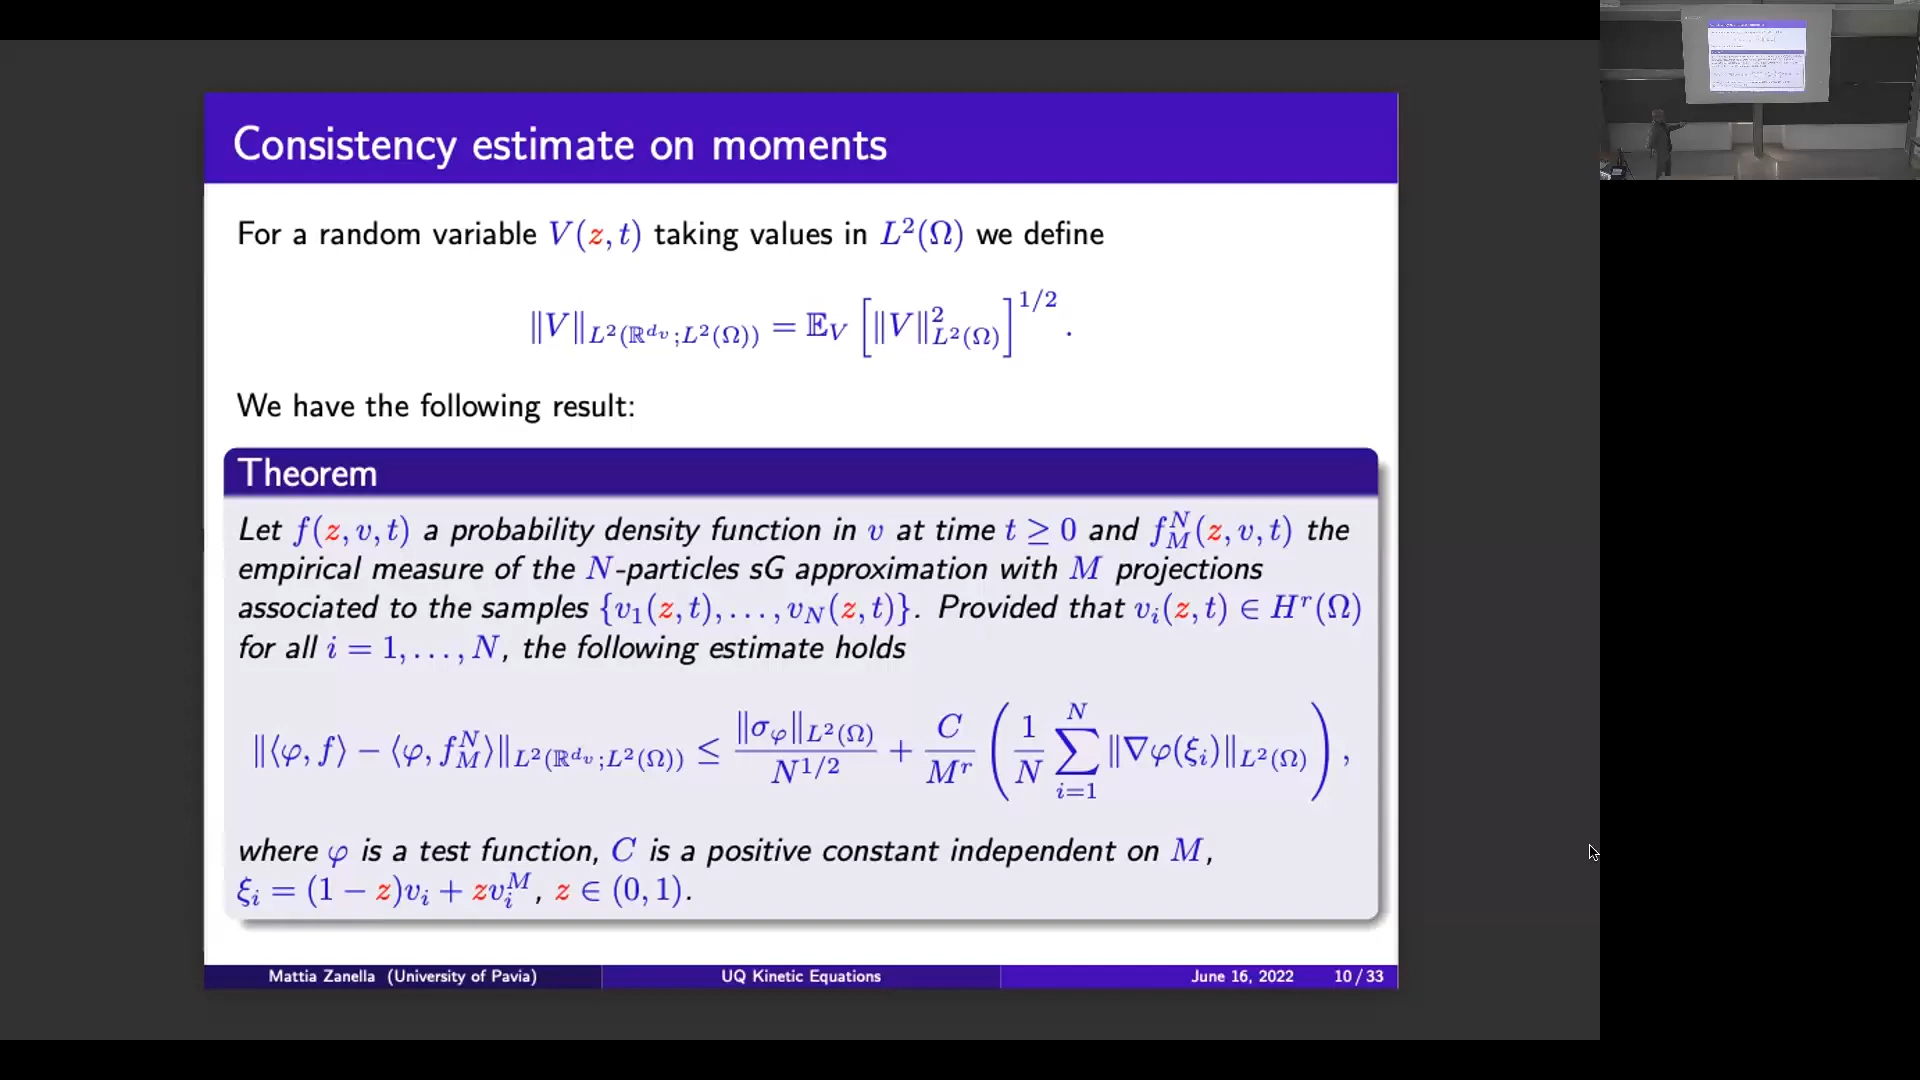 Consistency estimate on moments
For a random variable V(z, t) taking values in L²(Ω) we define
‖V‖_{L²(ℝ^{d_v};L²(Ω))} = 𝔼_V [‖V‖²_{L²(Ω)}]^{1/2}.
We have the following result:
Theorem
Let f(z, v, t) a probability density function in v at time t ≥ 0 and f_M^N(z, v, t) the
empirical measure of the N-particles sG approximation with M projections
associated to the samples {v₁(z, t), . . . , v_N(z, t)}. Provided that v_i(z, t) ∈ H^r(Ω)
for all i = 1, . . . , N, the following estimate holds
‖⟨φ, f⟩ − ⟨φ, f_M^N⟩‖_{L²(ℝ^{d_v};L²(Ω))} ≤ ‖σ_φ‖_{L²(Ω)} / N^{1/2} + C / M^r (1/N ∑_{i=1}^N ‖∇φ(ξ_i)‖_{L²(Ω)}),
where φ is a test function, C is a positive constant independent on M,
ξ_i = (1 − z)v_i + zv_i^M, z ∈ (0, 1).
Mattia Zanella (University of Pavia) UQ Kinetic Equations June 16, 2022 10 / 33